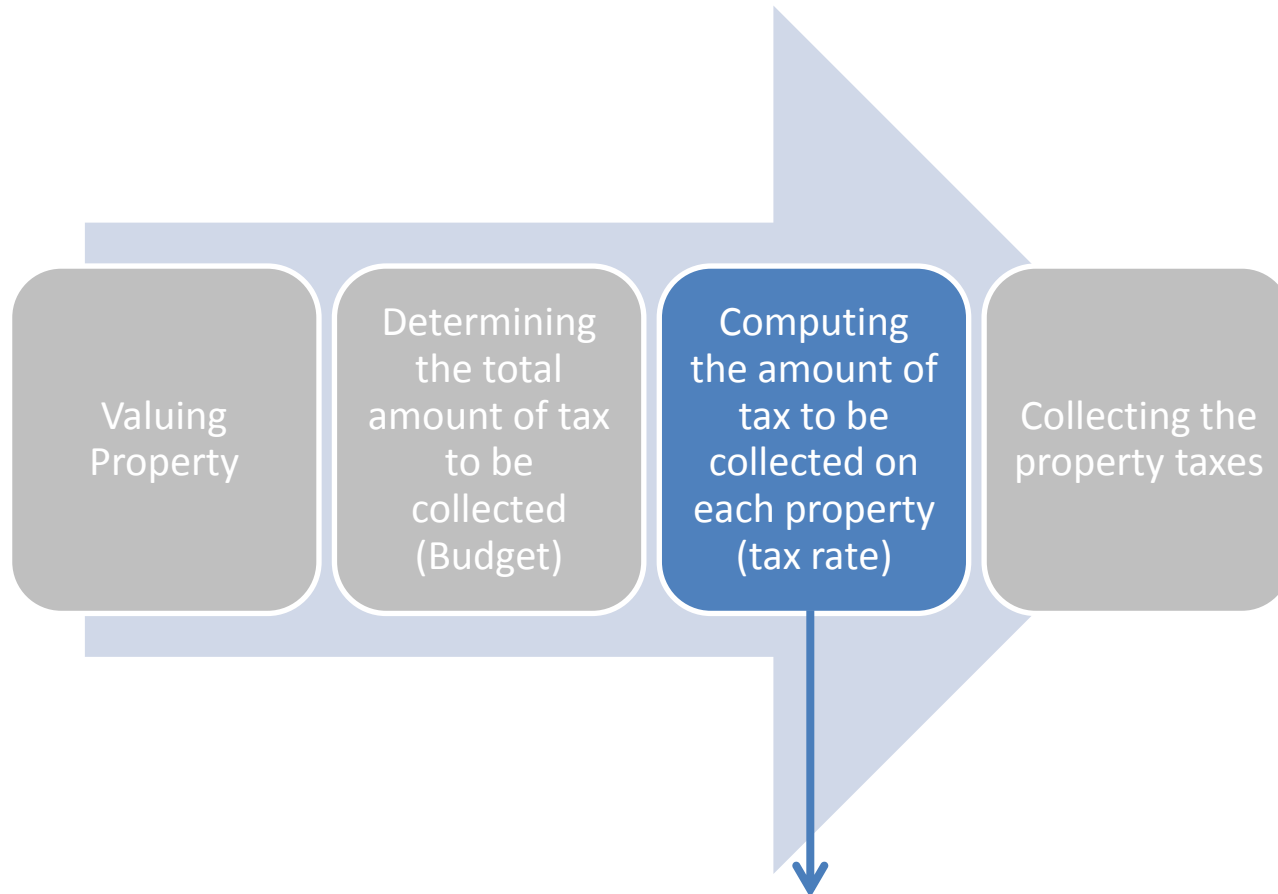 Valuing
Property
Determining
the total
amount of tax
to be
collected
(Budget)
Computing
the amount of
tax to be
collected on
each property
(tax rate)
Collecting the
property taxes